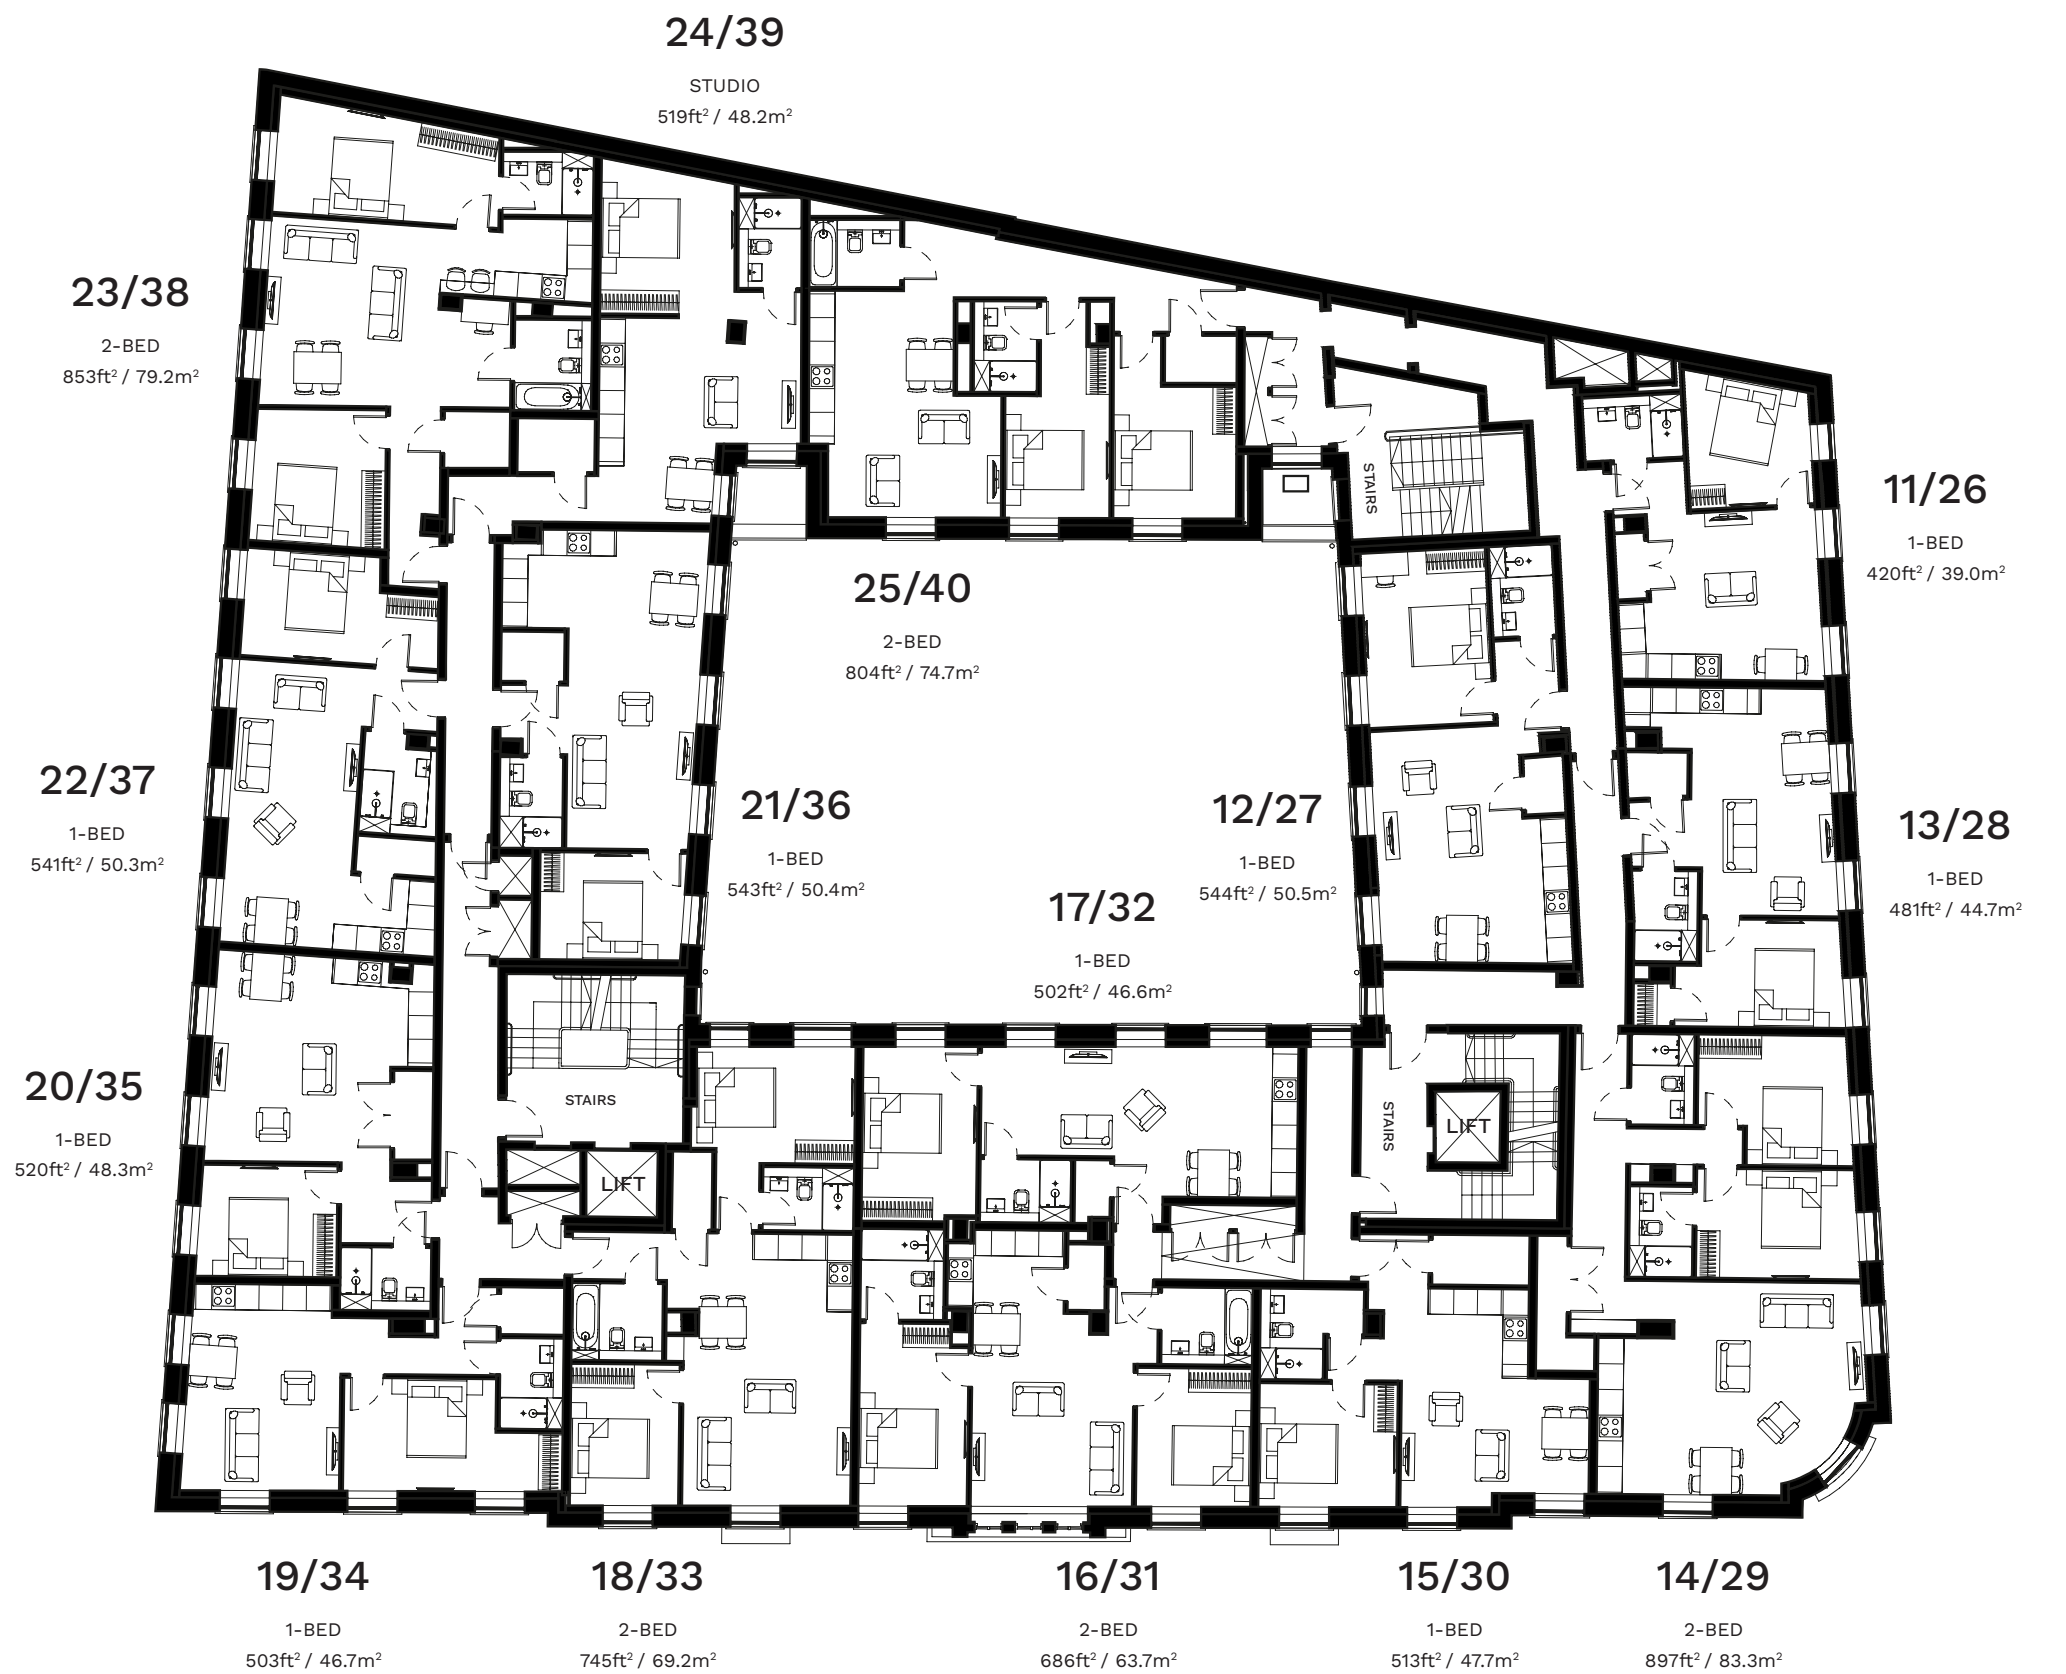 24/39
STUDIO
519ft² / 48.2m²
23/38
2-BED
853ft² / 79.2m²
STAIRS
11/26
1-BED
420ft² / 39.0m²
25/40
2-BED
804ft² / 74.7m²
22/37
1-BED
541ft² / 50.3m²
21/36
1-BED
543ft² / 50.4m²
12/27
1-BED
544ft² / 50.5m²
13/28
1-BED
481ft² / 44.7m²
17/32
1-BED
502ft² / 46.6m²
20/35
1-BED
520ft² / 48.3m²
STAIRS
LIFT
STAIRS
LIFT
19/34
1-BED
503ft² / 46.7m²
18/33
2-BED
745ft² / 69.2m²
16/31
2-BED
686ft² / 63.7m²
15/30
1-BED
513ft² / 47.7m²
14/29
2-BED
897ft² / 83.3m²